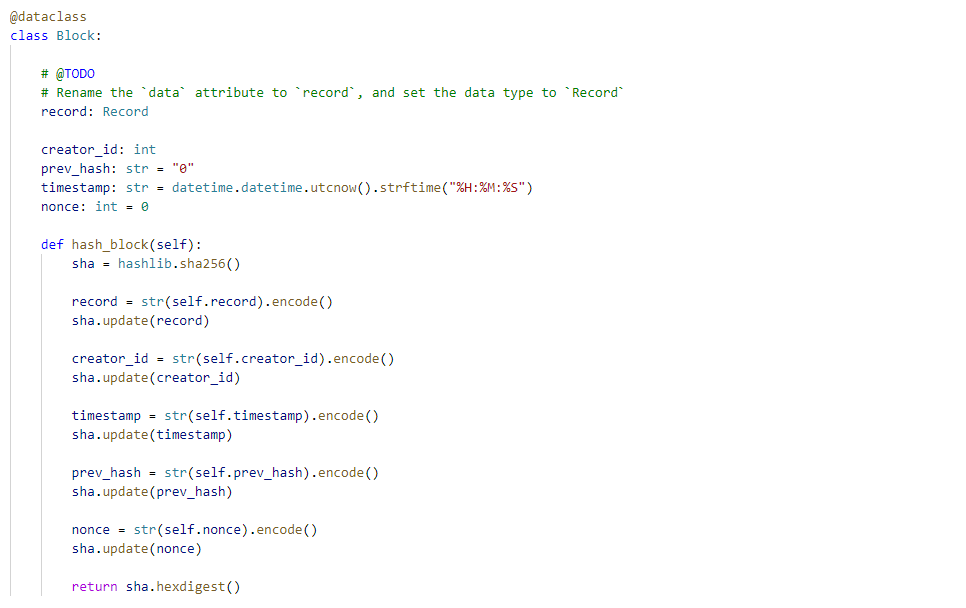 @dataclass
class Block:
    # @TODO
    # Rename the `data` attribute to `record`, and set the data type to `Record`
    record: Record
    creator_id: int
    prev_hash: str = "0"
    timestamp: str = datetime.datetime.utcnow().strftime("%H:%M:%S")
    nonce: int = 0
    def hash_block(self):
        sha = hashlib.sha256()
        record = str(self.record).encode()
        sha.update(record)
        creator_id = str(self.creator_id).encode()
        sha.update(creator_id)
        timestamp = str(self.timestamp).encode()
        sha.update(timestamp)
        prev_hash = str(self.prev_hash).encode()
        sha.update(prev_hash)
        nonce = str(self.nonce).encode()
        sha.update(nonce)
        return sha.hexdigest()